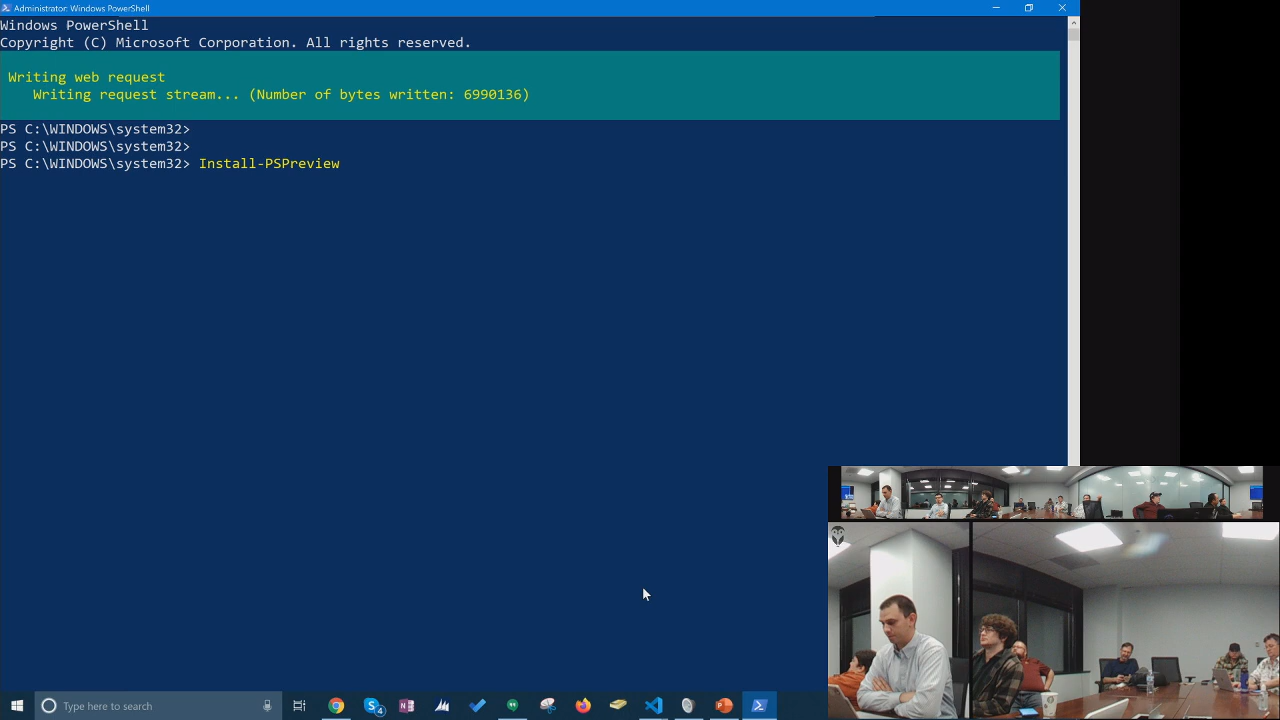 Administrator: Windows PowerShell
Windows PowerShell
Copyright (C) Microsoft Corporation. All rights reserved.
Writing web request
Writing request stream... (Number of bytes written: 6990136)
PS C:\WINDOWS\system32>
PS C:\WINDOWS\system32>
PS C:\WINDOWS\system32> Install-PSPreview
Type here to search
4